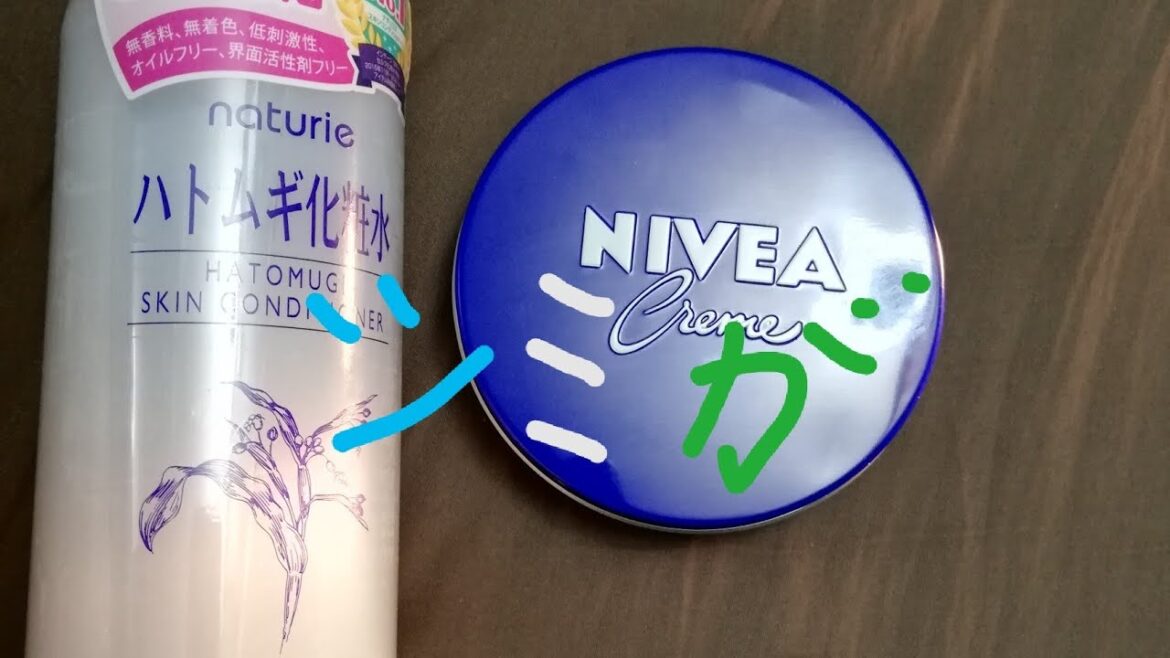 無香料、無着色、低刺激性、
オイルフリー、界面活性剤フリー
naturie
ハトムギ化粧水
HATOMUGI
SKIN CONDITIONER
NIVEA
Creme
シミが